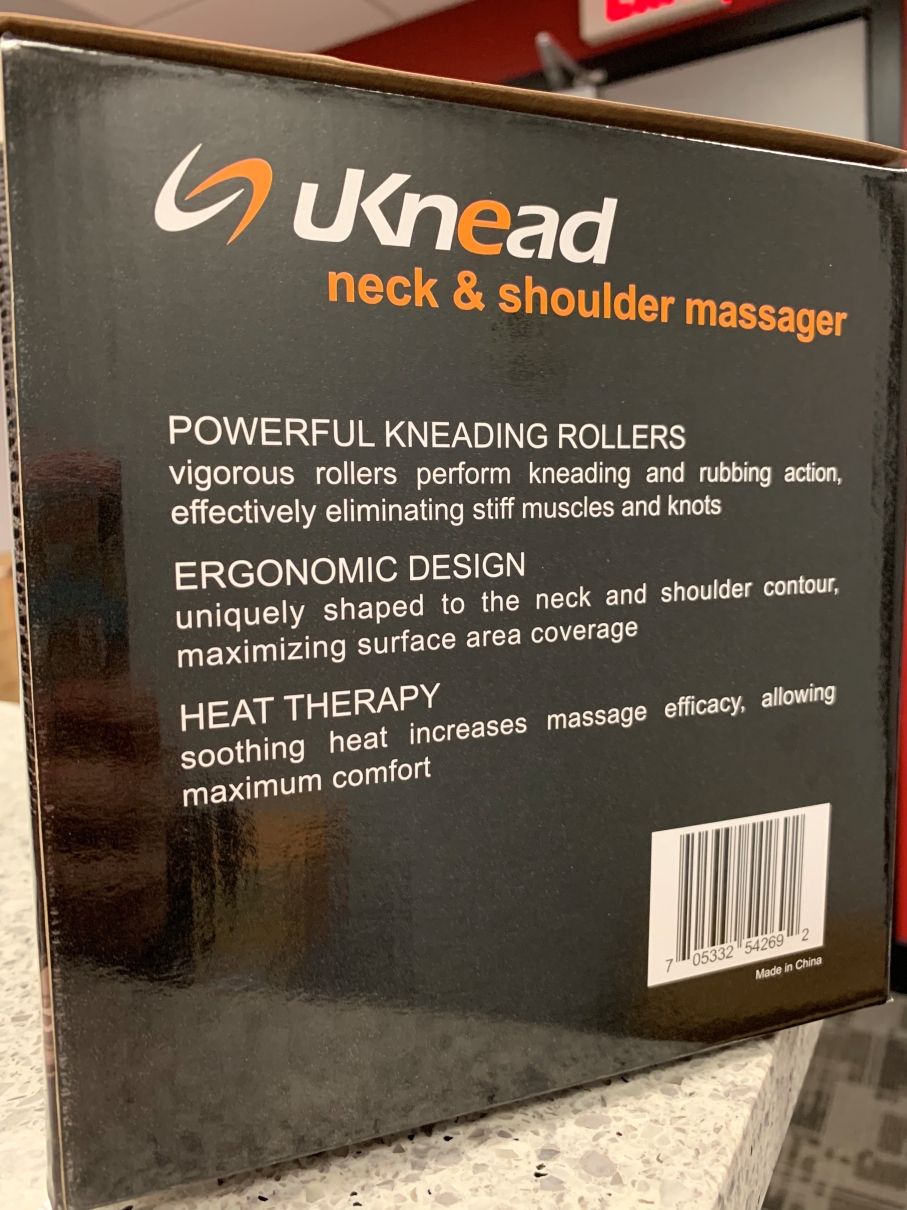 uKnead
neck & shoulder massager
POWERFUL KNEADING ROLLERS
vigorous rollers perform kneading and rubbing action,
effectively eliminating stiff muscles and knots
ERGONOMIC DESIGN
uniquely shaped to the neck and shoulder contour,
maximizing surface area coverage
HEAT THERAPY
soothing heat increases massage efficacy, allowing
maximum comfort
7 05332 54269 2
Made in China